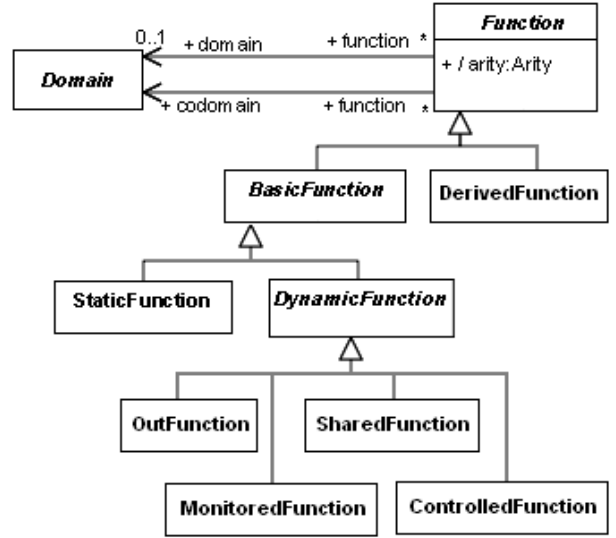 Function
0..1
+ domain
+ function
*
+ / arity:Arity
Domain
+ codomain
+ function
*
BasicFunction
DerivedFunction
StaticFunction
DynamicFunction
OutFunction
SharedFunction
MonitoredFunction
ControlledFunction